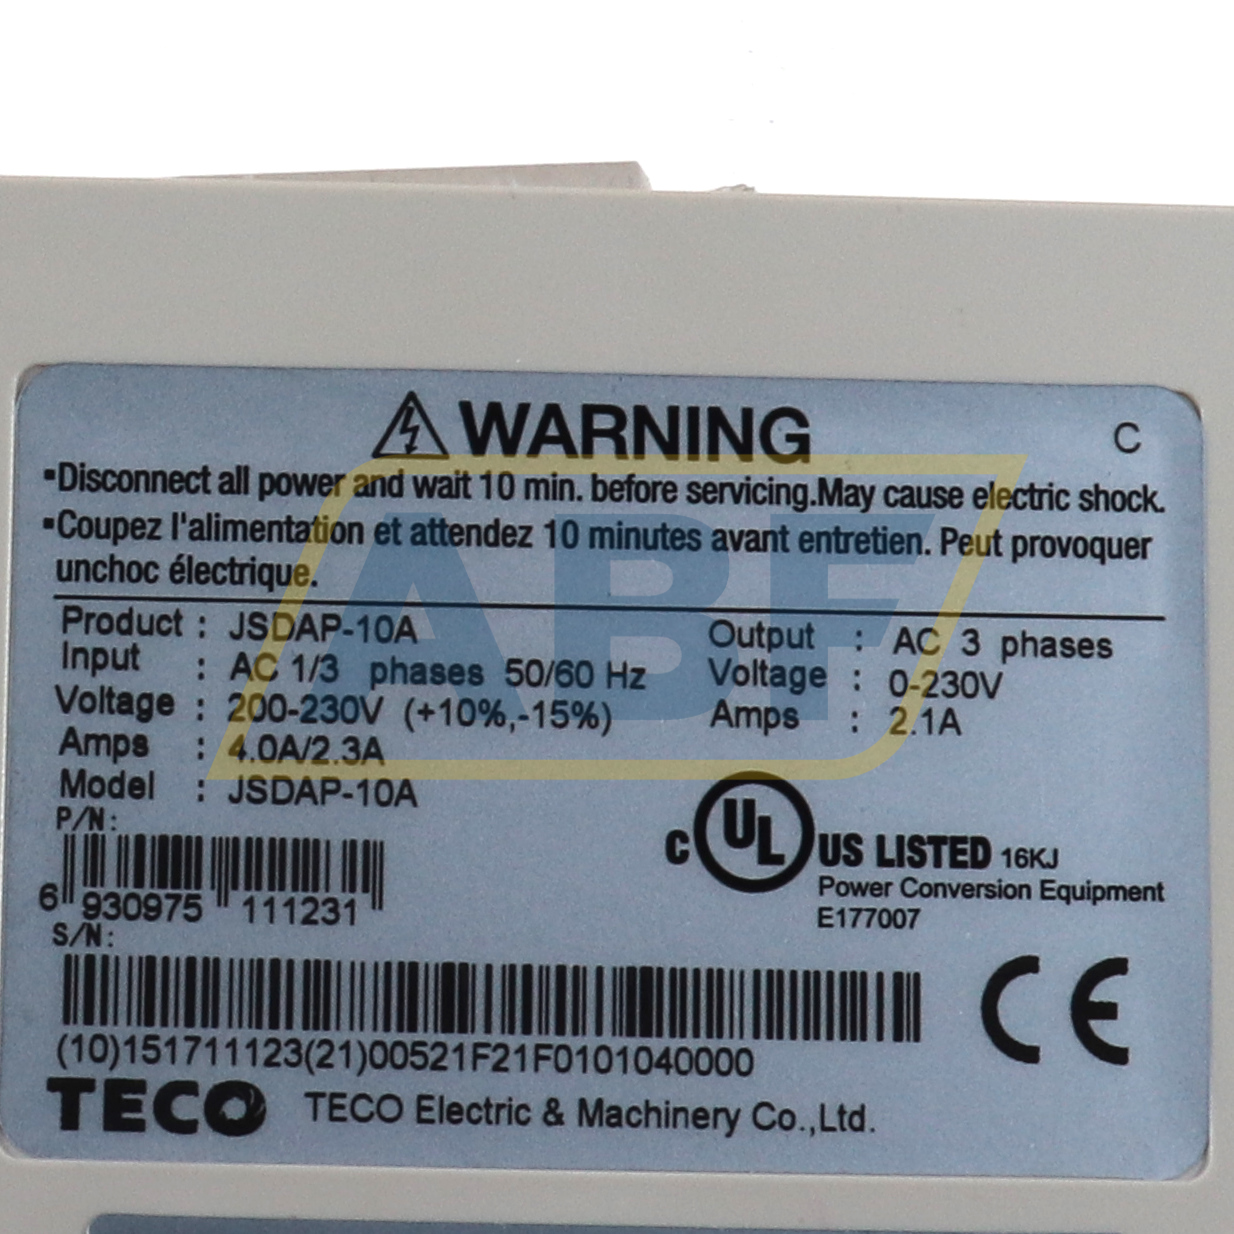 WARNING
C
▪Disconnect all power and wait 10 min. before servicing.May cause electric shock.
▪Coupez l'alimentation et attendez 10 minutes avant entretien. Peut provoquer
unchoc électrique.
Product : JSDAP-10A
Input : AC 1/3 phases 50/60 Hz
Voltage : 200-230V (+10%,-15%)
Amps : 4.0A/2.3A
Model : JSDAP-10A
Output : AC 3 phases
Voltage : 0-230V
Amps : 2.1A
P/N:
6 930975 111231
C UL US LISTED 16KJ
Power Conversion Equipment
E177007
S/N:
(10)151711123(21)00521F21F0101040000
CE
TECO TECO Electric & Machinery Co.,Ltd.
ABF